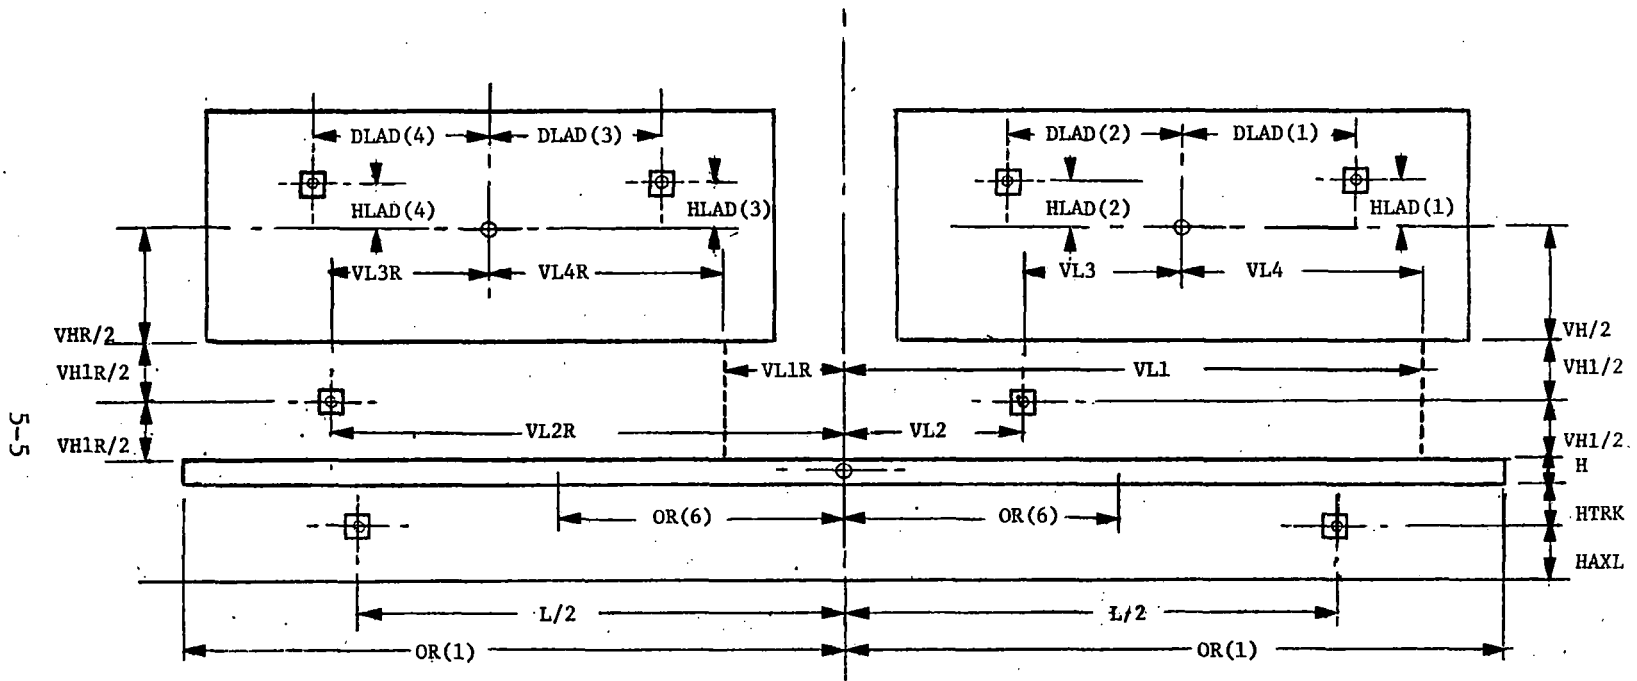 DLAD(4) DLAD(3) DLAD(2) DLAD(1)
HLAD(4) HLAD(3) HLAD(2) HLAD(1)
VL3R VL4R VL3 VL4
VHR/2 VH/2
VH1R/2 VL1R VL1 VH1/2
VL2R VL2
VH1R/2 VH1/2
H
OR(6) OR(6) HTRK
HAXL
L/2 L/2
OR(1) OR(1)
5-5